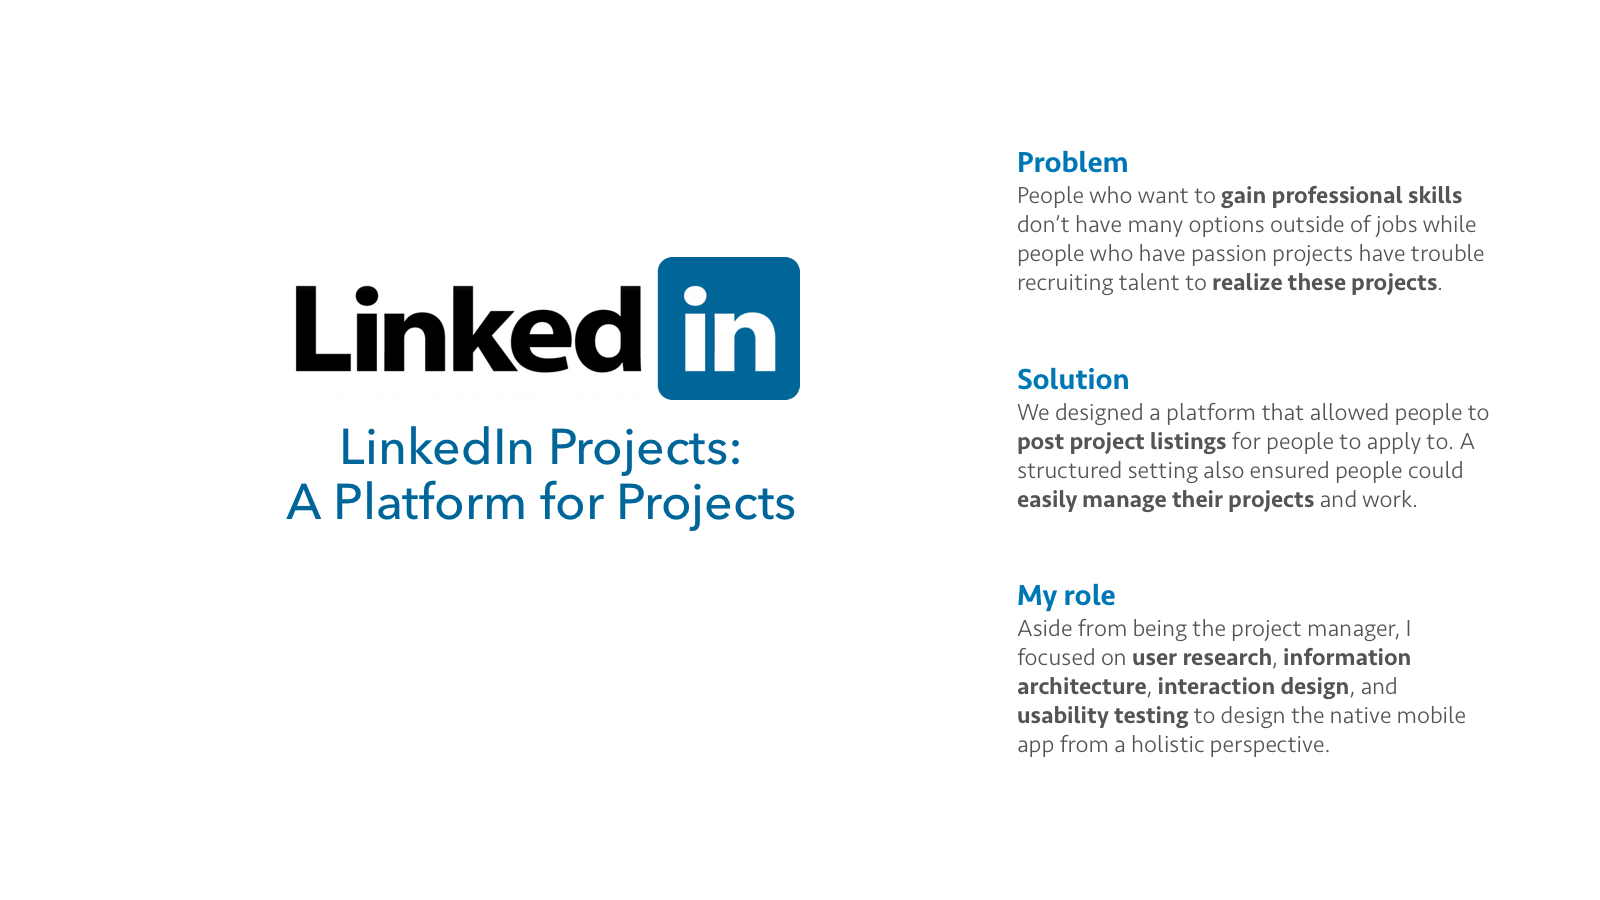 Linked in
LinkedIn Projects:
A Platform for Projects
Problem
People who want to gain professional skills
don’t have many options outside of jobs while
people who have passion projects have trouble
recruiting talent to realize these projects.
Solution
We designed a platform that allowed people to
post project listings for people to apply to. A
structured setting also ensured people could
easily manage their projects and work.
My role
Aside from being the project manager, I
focused on user research, information
architecture, interaction design, and
usability testing to design the native mobile
app from a holistic perspective.